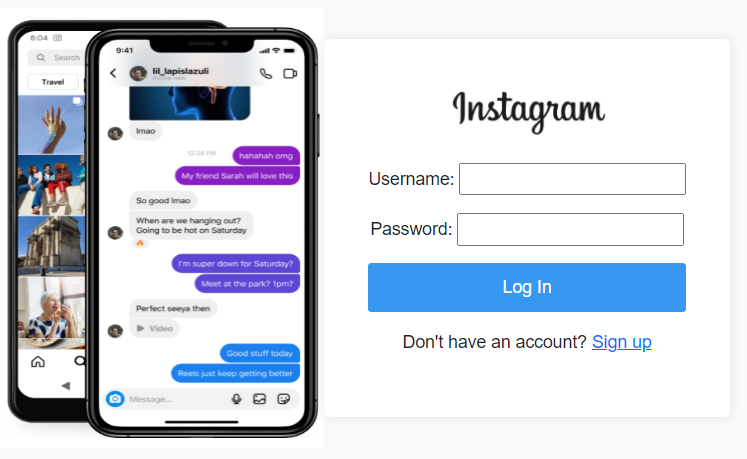 8:04
Search
Travel
9:41
lil_lapislazuli
Active now
lmao
12:34 PM
hahahah omg
My friend Sarah will love this
So good lmao
When are we hanging out?
Going to be hot on Saturday
I'm super down for Saturday?
Meet at the park? 1pm?
Perfect seeya then
Video
Good stuff today
Reels just keep getting better
Message...
Instagram
Username:
Password:
Log In
Don't have an account? Sign up